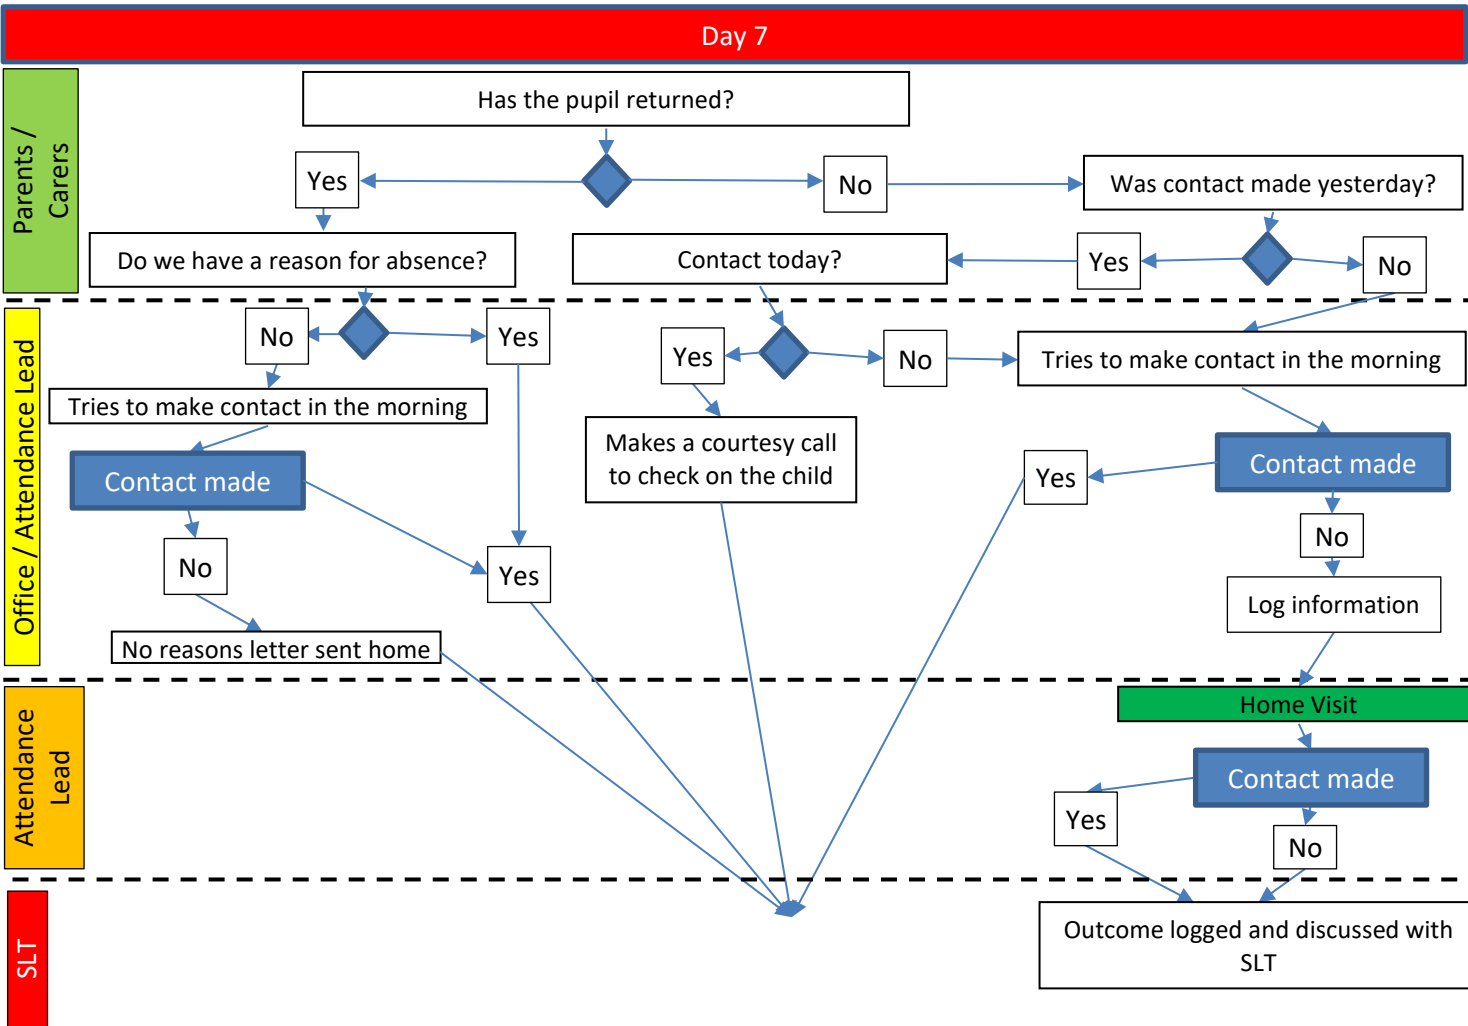 Day 7
Parents /
Carers
Has the pupil returned?
Yes
No
Was contact made yesterday?
Do we have a reason for absence?
Contact today?
Yes
No
Office / Attendance Lead
No
Yes
Yes
No
Tries to make contact in the morning
Tries to make contact in the morning
Makes a courtesy call
to check on the child
Contact made
Yes
Contact made
No
No
Yes
Log information
No reasons letter sent home
Attendance
Lead
Home Visit
Contact made
Yes
No
SLT
Outcome logged and discussed with
SLT